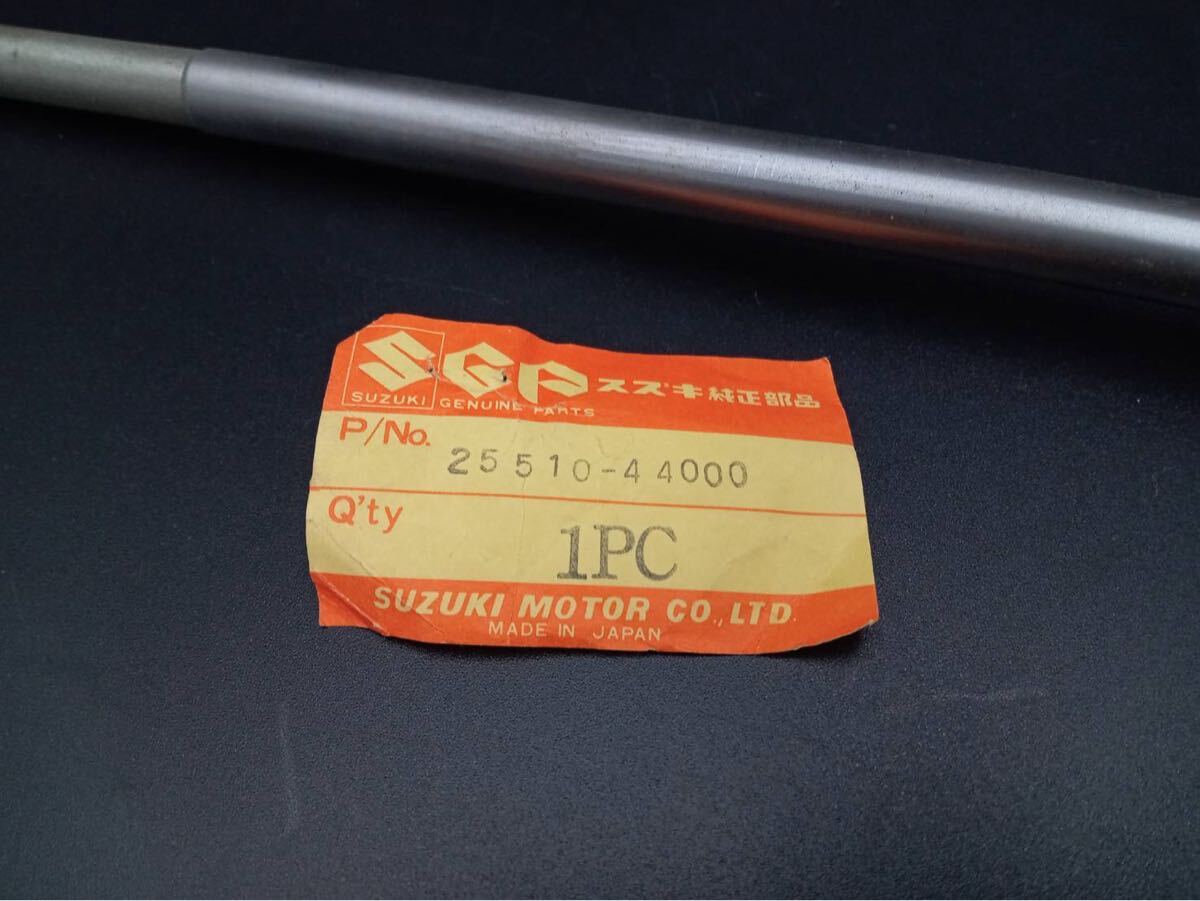 SGP スズキ純正部品
SUZUKI GENUINE PARTS
P/No. 25510-44000
Q'ty 1PC
SUZUKI MOTOR CO.,LTD.
MADE IN JAPAN